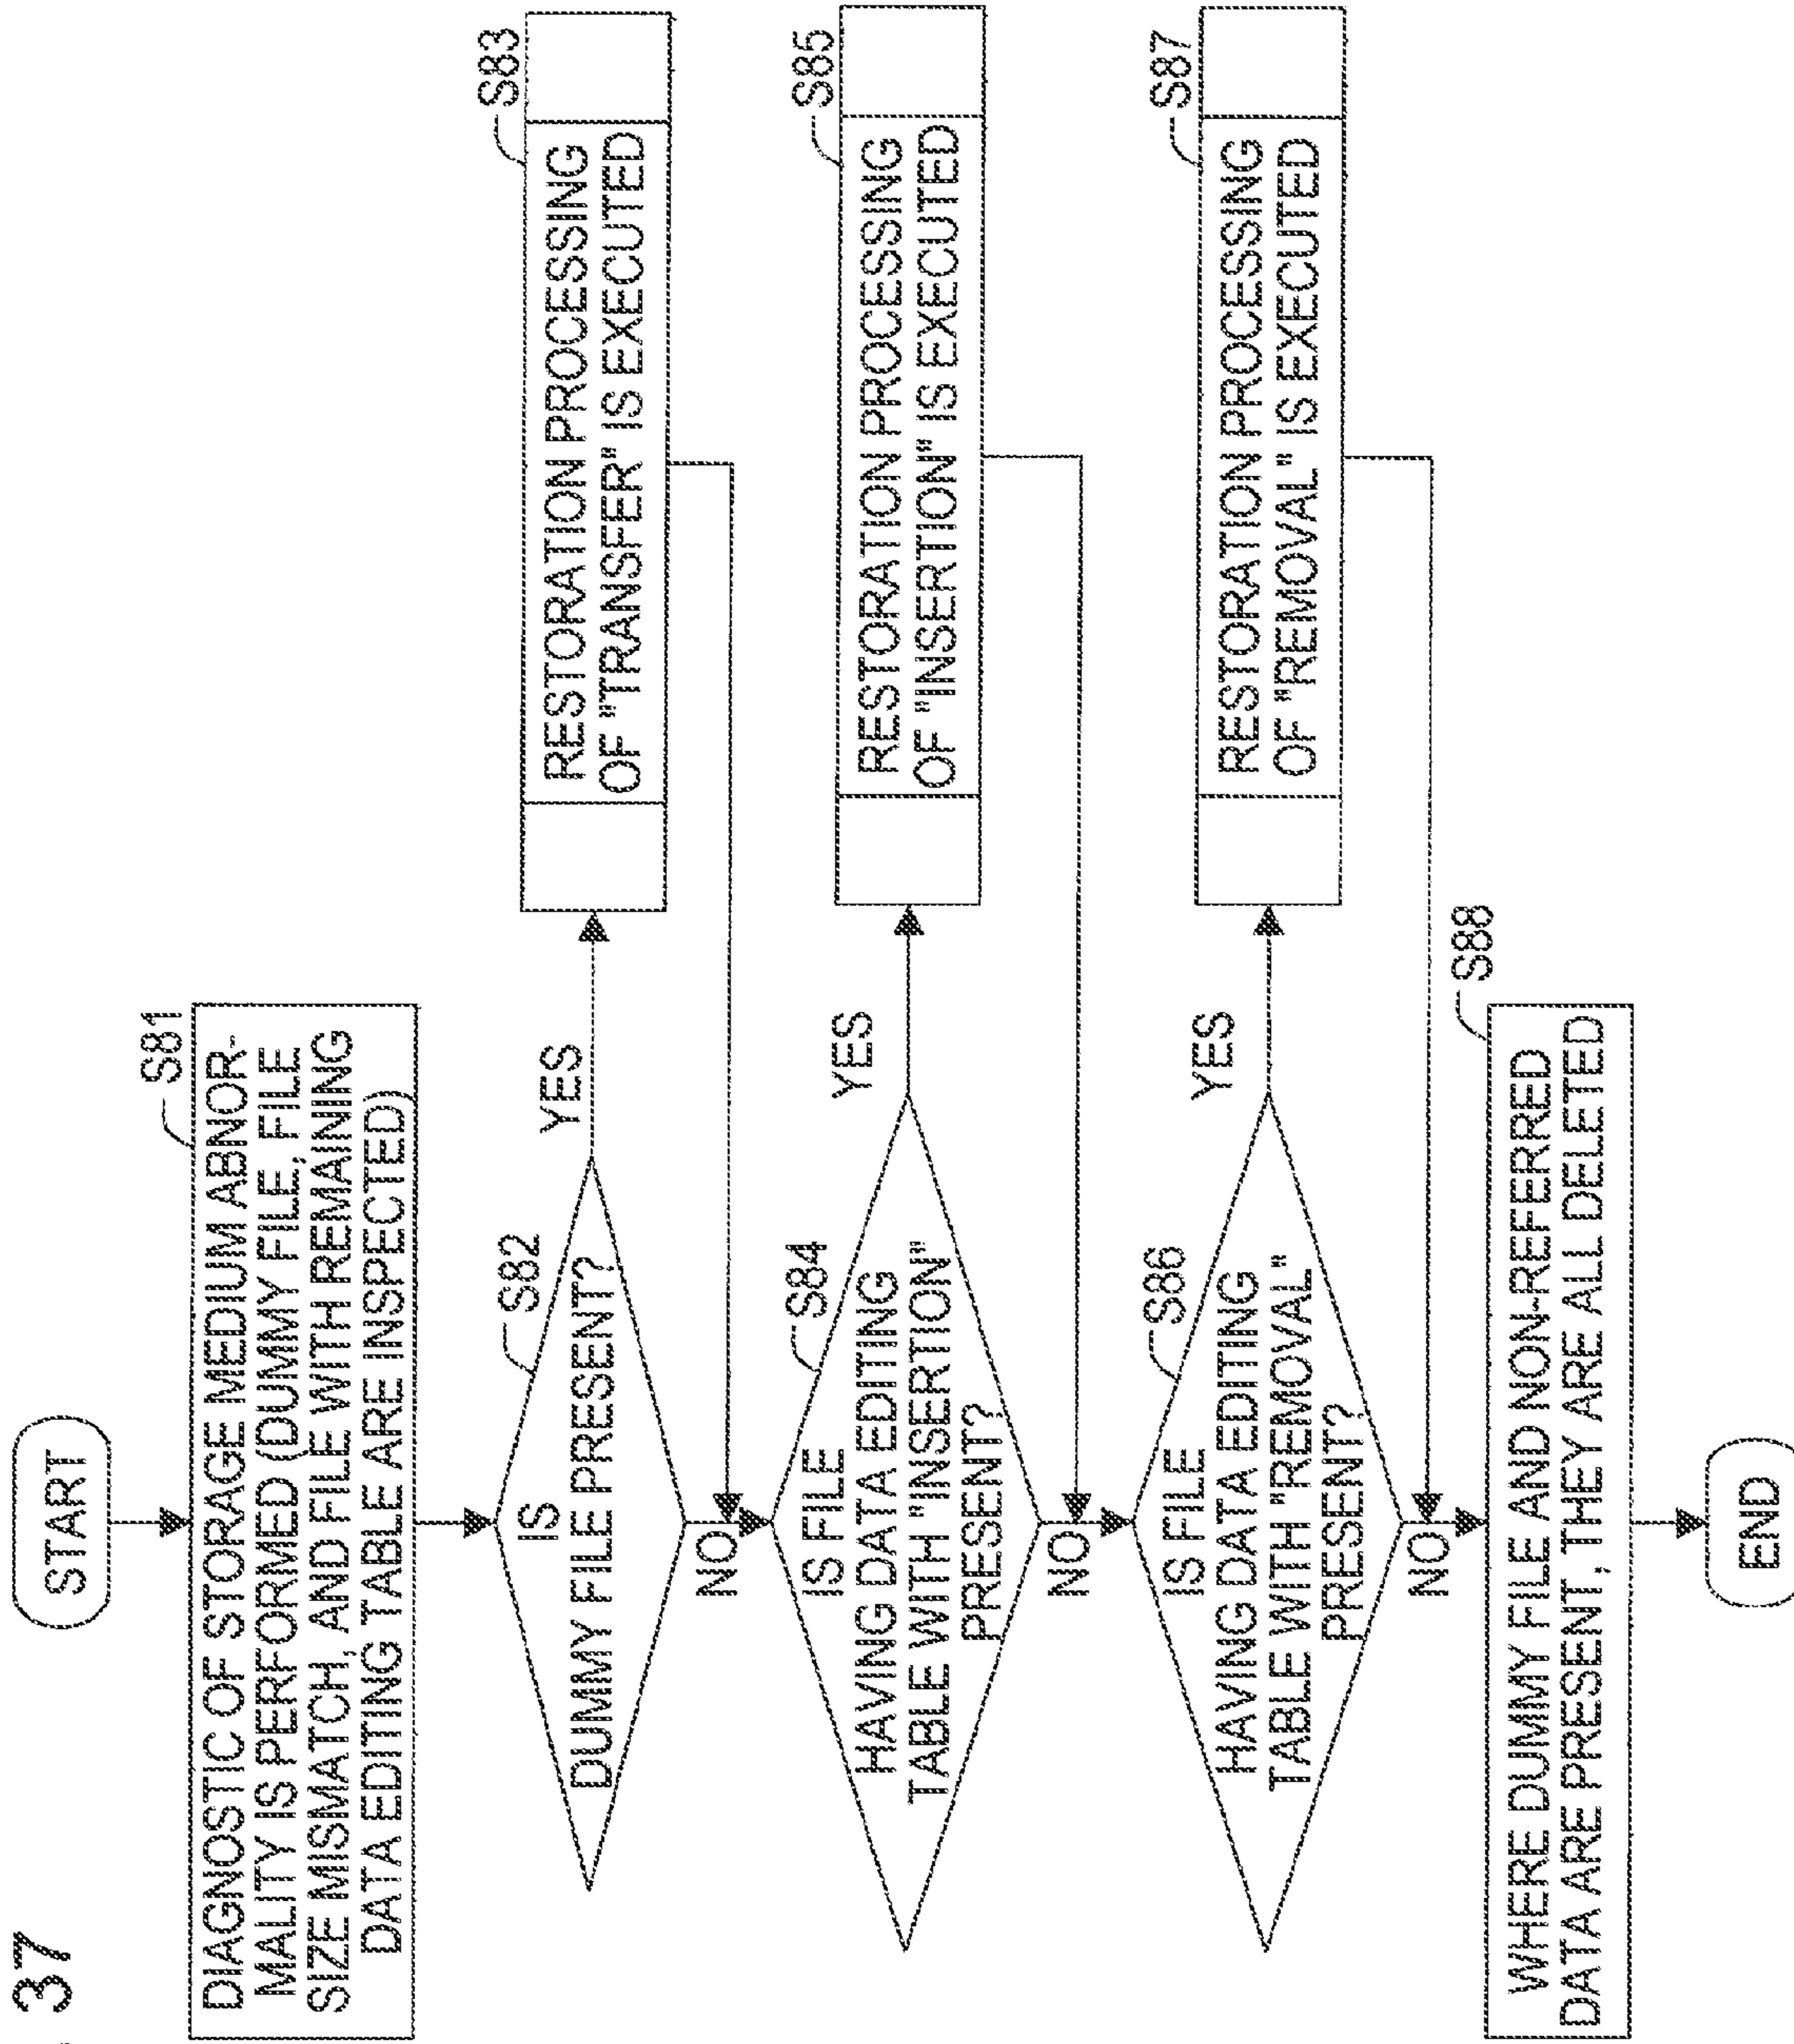 37
START
S81
DIAGNOSTIC OF STORAGE MEDIUM ABNOR-
MALITY IS PERFORMED (DUMMY FILE, FILE
SIZE MISMATCH, AND FILE WITH REMAINING
DATA EDITING TABLE ARE INSPECTED)
S82
IS
DUMMY FILE PRESENT?
YES
NO
S83
RESTORATION PROCESSING
OF "TRANSFER" IS EXECUTED
S84
IS FILE
HAVING DATA EDITING
TABLE WITH "INSERTION"
PRESENT?
YES
NO
S85
RESTORATION PROCESSING
OF "INSERTION" IS EXECUTED
S86
IS FILE
HAVING DATA EDITING
TABLE WITH "REMOVAL"
PRESENT?
YES
NO
S87
RESTORATION PROCESSING
OF "REMOVAL" IS EXECUTED
S88
WHERE DUMMY FILE AND NON-REFERRED
DATA ARE PRESENT, THEY ARE ALL DELETED
END